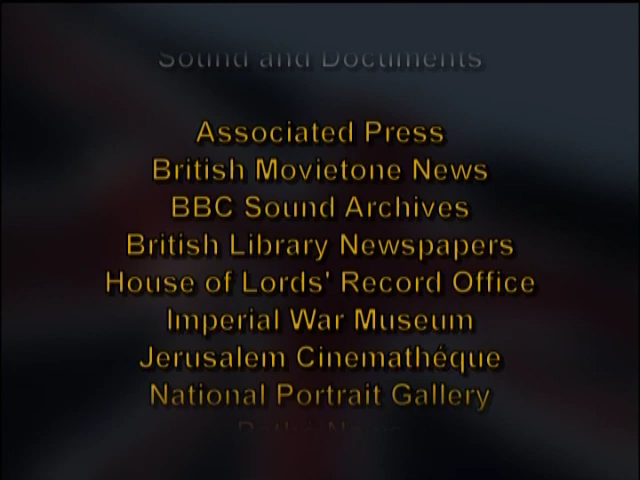 Sound and Documents
Associated Press
British Movietone News
BBC Sound Archives
British Library Newspapers
House of Lords' Record Office
Imperial War Museum
Jerusalem Cinemathéque
National Portrait Gallery